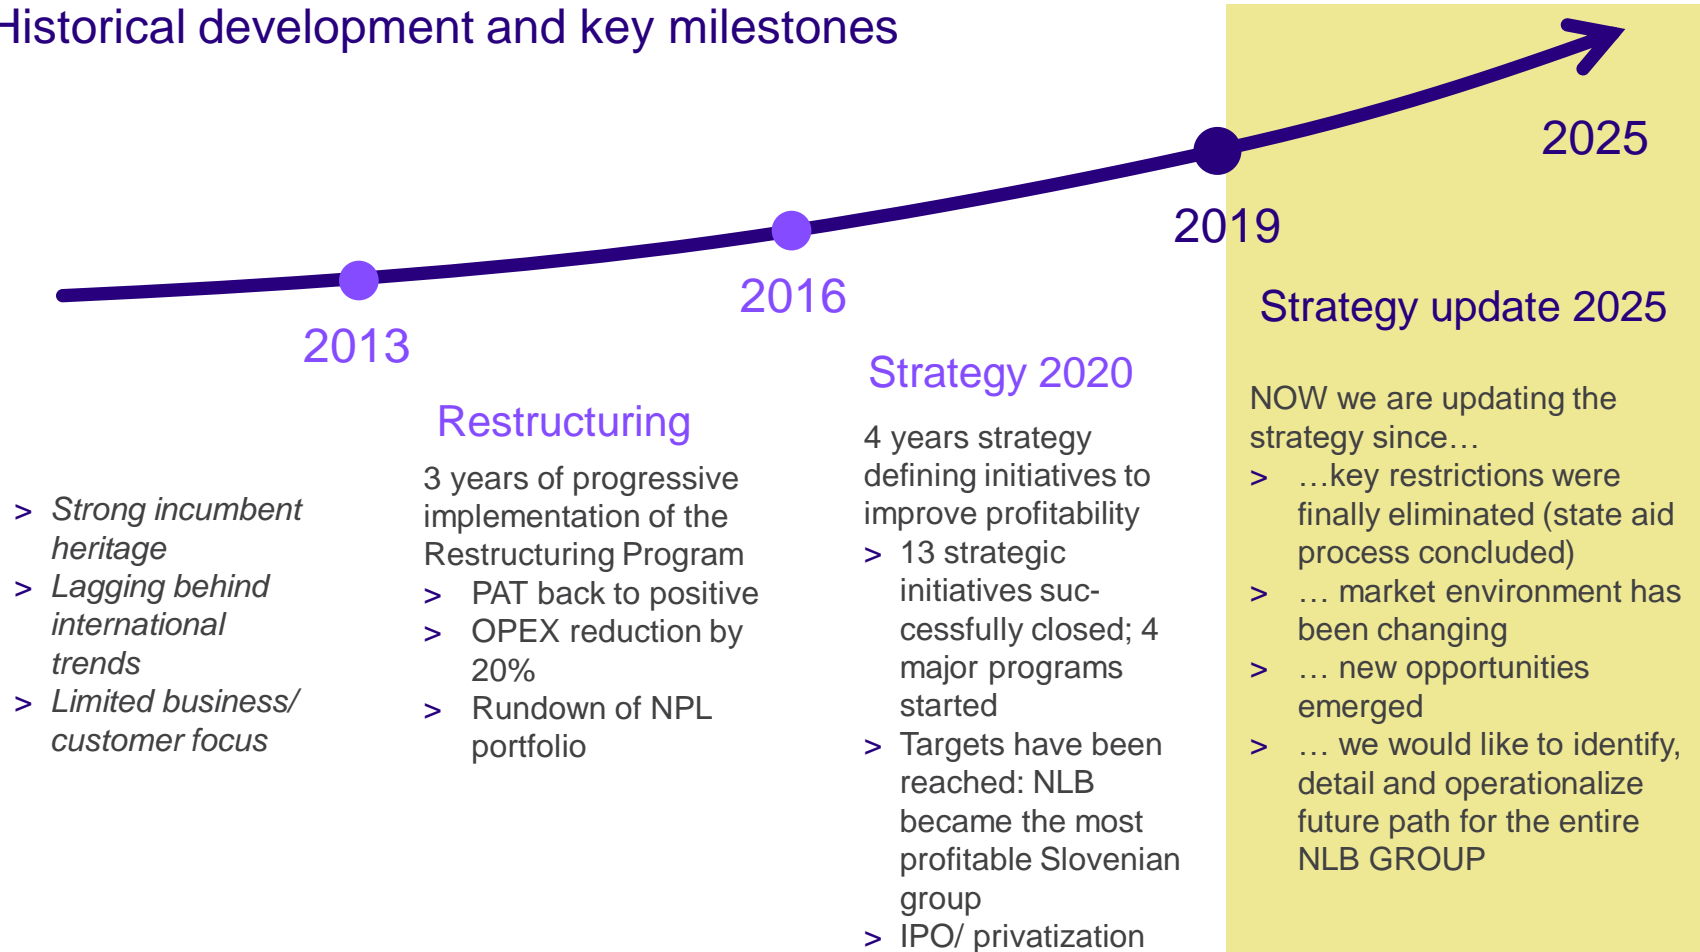 Historical development and key milestones
2025
2019
2016
2013
> Strong incumbent
heritage
> Lagging behind
international
trends
> Limited business/
customer focus
Restructuring
3 years of progressive
implementation of the
Restructuring Program
> PAT back to positive
> OPEX reduction by
20%
> Rundown of NPL
portfolio
Strategy 2020
4 years strategy
defining initiatives to
improve profitability
> 13 strategic
initiatives suc-
cessfully closed; 4
major programs
started
> Targets have been
reached: NLB
became the most
profitable Slovenian
group
> IPO/ privatization
Strategy update 2025
NOW we are updating the
strategy since…
> …key restrictions were
finally eliminated (state aid
process concluded)
> … market environment has
been changing
> … new opportunities
emerged
> … we would like to identify,
detail and operationalize
future path for the entire
NLB GROUP